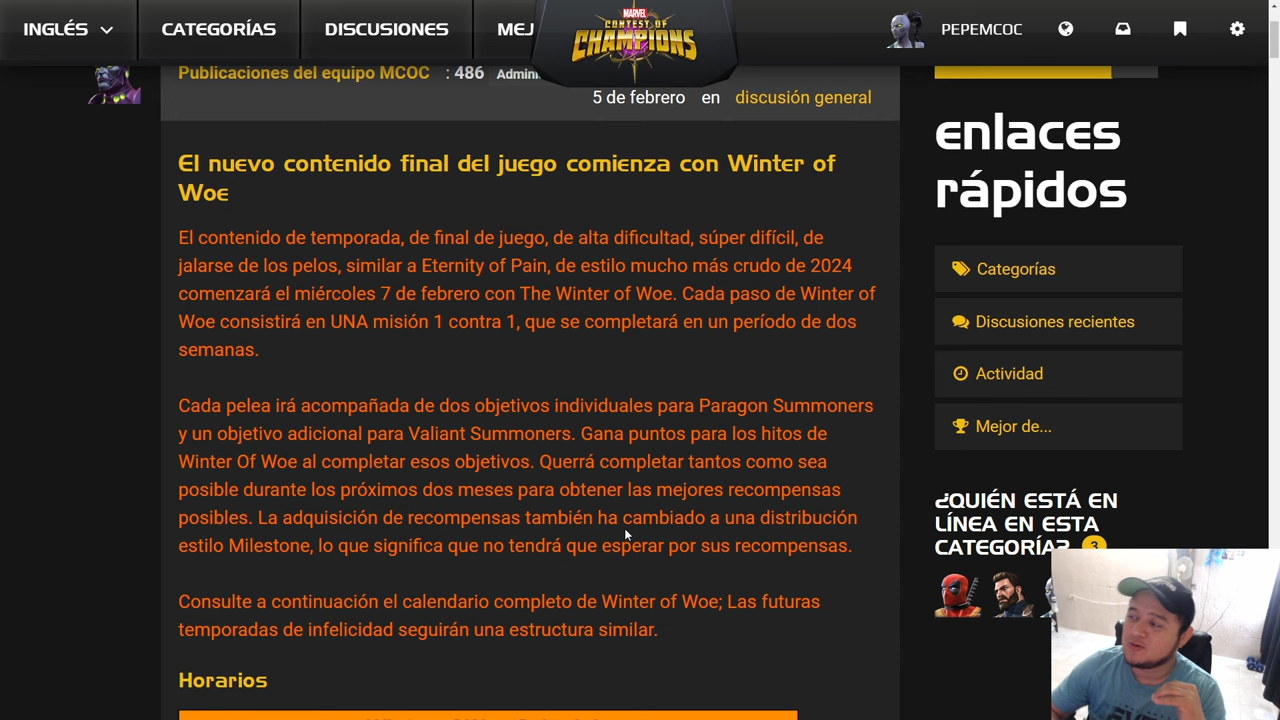 INGLÉS
CATEGORÍAS
DISCUSIONES
MEJ
MARVEL
CONTEST OF
CHAMPIONS
PEPEMCOC
Publicaciones del equipo MCOC : 486 Admini
5 de febrero en discusión general
El nuevo contenido final del juego comienza con Winter of
Woe
El contenido de temporada, de final de juego, de alta dificultad, súper difícil, de
jalarse de los pelos, similar a Eternity of Pain, de estilo mucho más crudo de 2024
comenzará el miércoles 7 de febrero con The Winter of Woe. Cada paso de Winter of
Woe consistirá en UNA misión 1 contra 1, que se completará en un período de dos
semanas.
Cada pelea irá acompañada de dos objetivos individuales para Paragon Summoners
y un objetivo adicional para Valiant Summoners. Gana puntos para los hitos de
Winter Of Woe al completar esos objetivos. Querrá completar tantos como sea
posible durante los próximos dos meses para obtener las mejores recompensas
posibles. La adquisición de recompensas también ha cambiado a una distribución
estilo Milestone, lo que significa que no tendrá que esperar por sus recompensas.
Consulte a continuación el calendario completo de Winter of Woe; Las futuras
temporadas de infelicidad seguirán una estructura similar.
Horarios
enlaces
rápidos
Categorías
Discusiones recientes
Actividad
Mejor de...
¿QUIÉN ESTÁ EN
LÍNEA EN ESTA
CATEGORÍA? 3